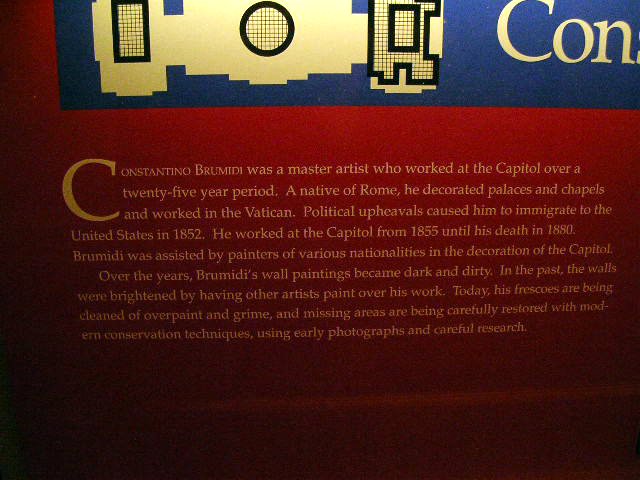 Cons
CONSTANTINO BRUMIDI was a master artist who worked at the Capitol over a
twenty-five year period. A native of Rome, he decorated palaces and chapels
and worked in the Vatican. Political upheavals caused him to immigrate to the
United States in 1852. He worked at the Capitol from 1855 until his death in 1880.
Brumidi was assisted by painters of various nationalities in the decoration of the Capitol.
Over the years, Brumidi's wall paintings became dark and dirty. In the past, the walls
were brightened by having other artists paint over his work. Today, his frescoes are being
cleaned of overpaint and grime, and missing areas are being carefully restored with mod-
ern conservation techniques, using early photographs and careful research.